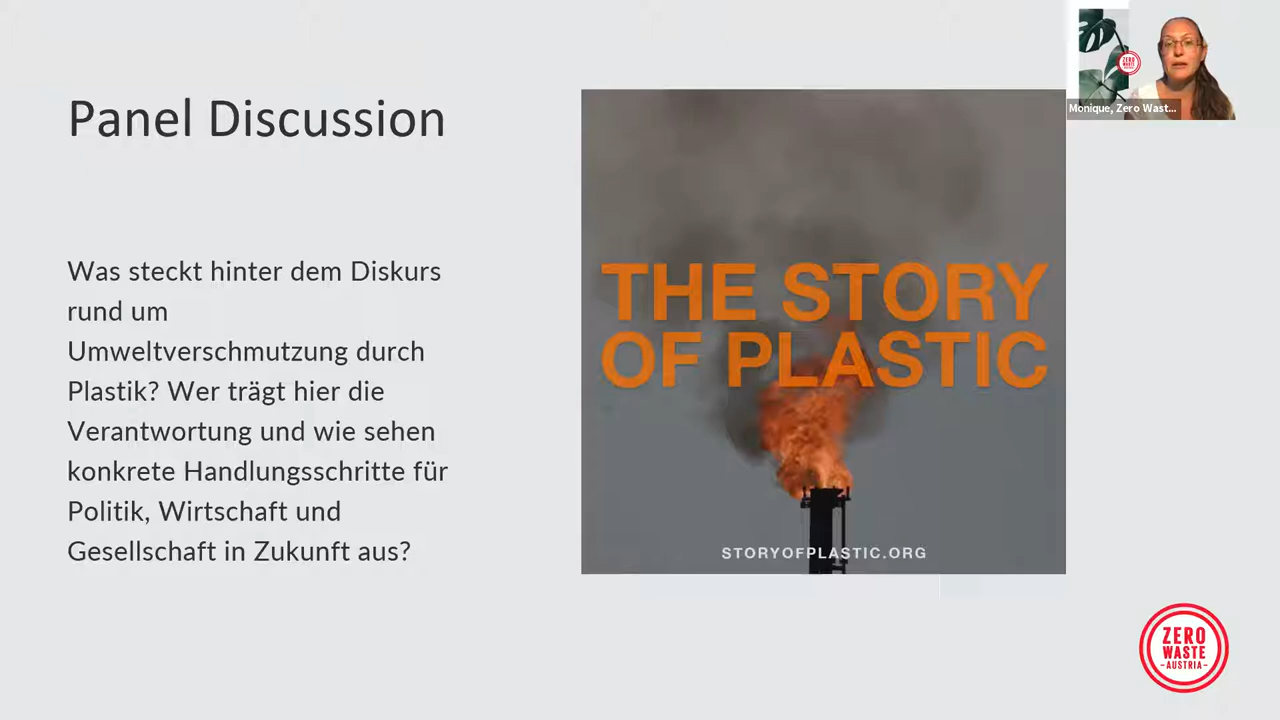 Panel Discussion
Was steckt hinter dem Diskurs
rund um
Umweltverschmutzung durch
Plastik? Wer trägt hier die
Verantwortung und wie sehen
konkrete Handlungsschritte für
Politik, Wirtschaft und
Gesellschaft in Zukunft aus?
THE STORY
OF PLASTIC
STORYOFPLASTIC.ORG
ZERO
WASTE
Monique, Zero Wast...
ZERO
WASTE
-AUSTRIA-